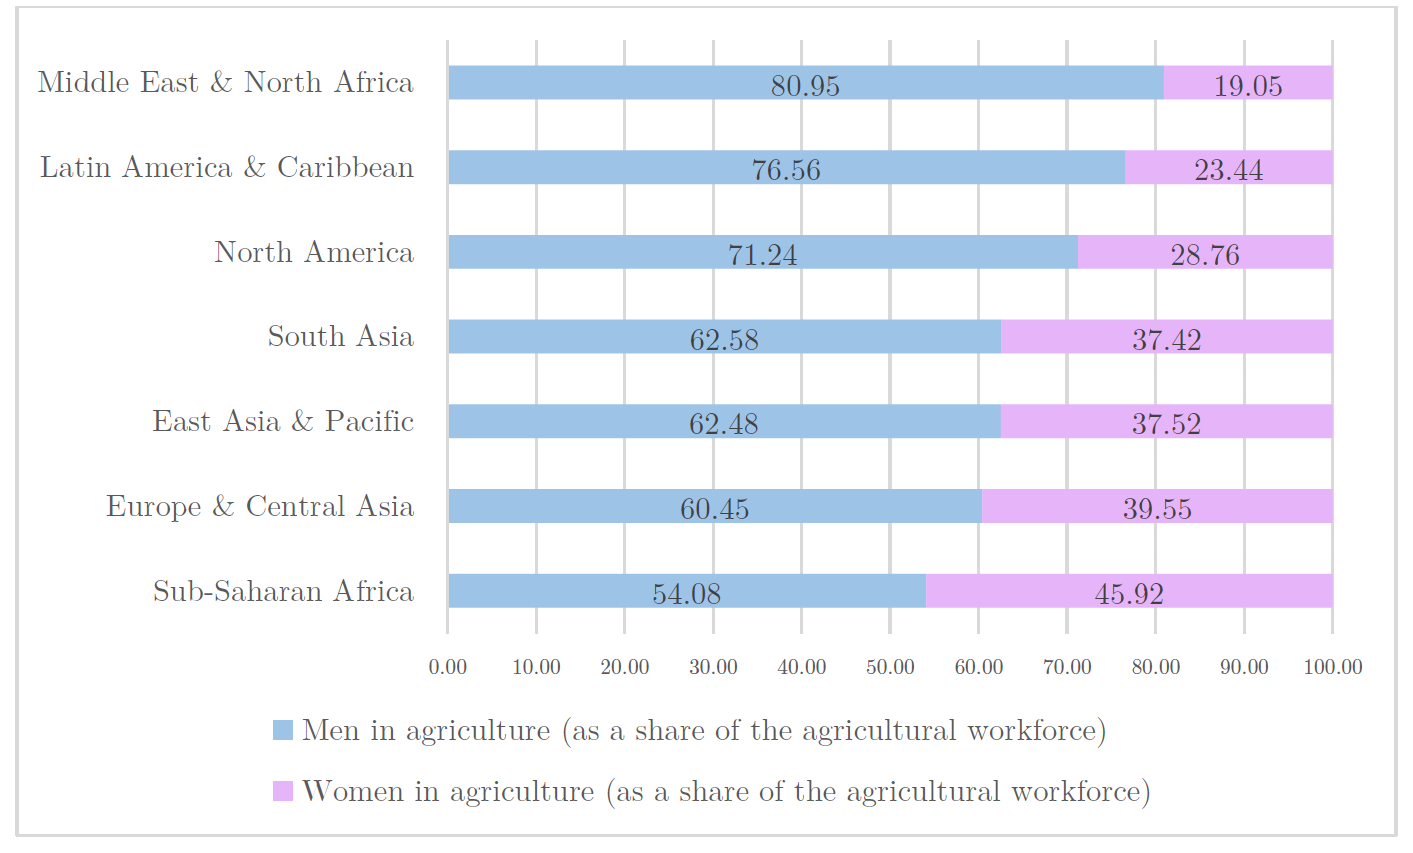 Middle East & North Africa 80.95 19.05
Latin America & Caribbean 76.56 23.44
North America 71.24 28.76
South Asia 62.58 37.42
East Asia & Pacific 62.48 37.52
Europe & Central Asia 60.45 39.55
Sub-Saharan Africa 54.08 45.92
0.00 10.00 20.00 30.00 40.00 50.00 60.00 70.00 80.00 90.00 100.00
Men in agriculture (as a share of the agricultural workforce)
Women in agriculture (as a share of the agricultural workforce)